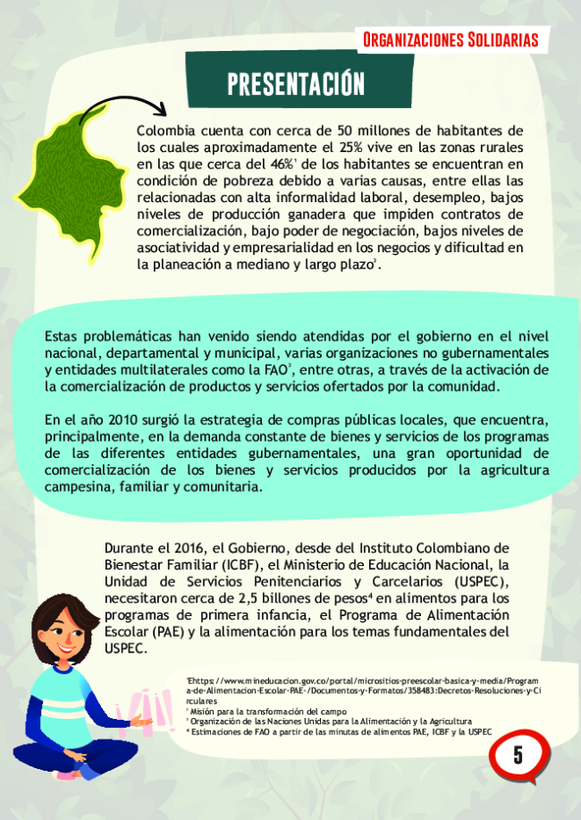 ORGANIZACIONES SOLIDARIAS
PRESENTACIÓN
Colombia cuenta con cerca de 50 millones de habitantes de
los cuales aproximadamente el 25% vive en las zonas rurales
en las que cerca del 46%¹ de los habitantes se encuentran en
condición de pobreza debido a varias causas, entre ellas las
relacionadas con alta informalidad laboral, desempleo, bajos
niveles de producción ganadera que impiden contratos de
comercialización, bajo poder de negociación, bajos niveles de
asociatividad y empresarialidad en los negocios y dificultad en
la planeación a mediano y largo plazo².
Estas problemáticas han venido siendo atendidas por el gobierno en el nivel
nacional, departamental y municipal, varias organizaciones no gubernamentales
y entidades multilaterales como la FAO³, entre otras, a través de la activación de
la comercialización de productos y servicios ofertados por la comunidad.
En el año 2010 surgió la estrategia de compras públicas locales, que encuentra,
principalmente, en la demanda constante de bienes y servicios de los programas
de las diferentes entidades gubernamentales, una gran oportunidad de
comercialización de los bienes y servicios producidos por la agricultura
campesina, familiar y comunitaria.
Durante el 2016, el Gobierno, desde del Instituto Colombiano de
Bienestar Familiar (ICBF), el Ministerio de Educación Nacional, la
Unidad de Servicios Penitenciarios y Carcelarios (USPEC),
necesitaron cerca de 2,5 billones de pesos⁴ en alimentos para los
programas de primera infancia, el Programa de Alimentación
Escolar (PAE) y la alimentación para los temas fundamentales del
USPEC.
¹Ehttps://www.mineducacion.gov.co/portal/micrositios-preescolar-basica-y-media/Program
a-de-Alimentacion-Escolar-PAE-/Documentos-y-Formatos/358483:Decretos-Resoluciones-y-Ci
rculares
² Misión para la transformación del campo
³ Organización de las Naciones Unidas para la Alimentación y la Agricultura
⁴ Estimaciones de FAO a partir de las minutas de alimentos PAE, ICBF y la USPEC
5